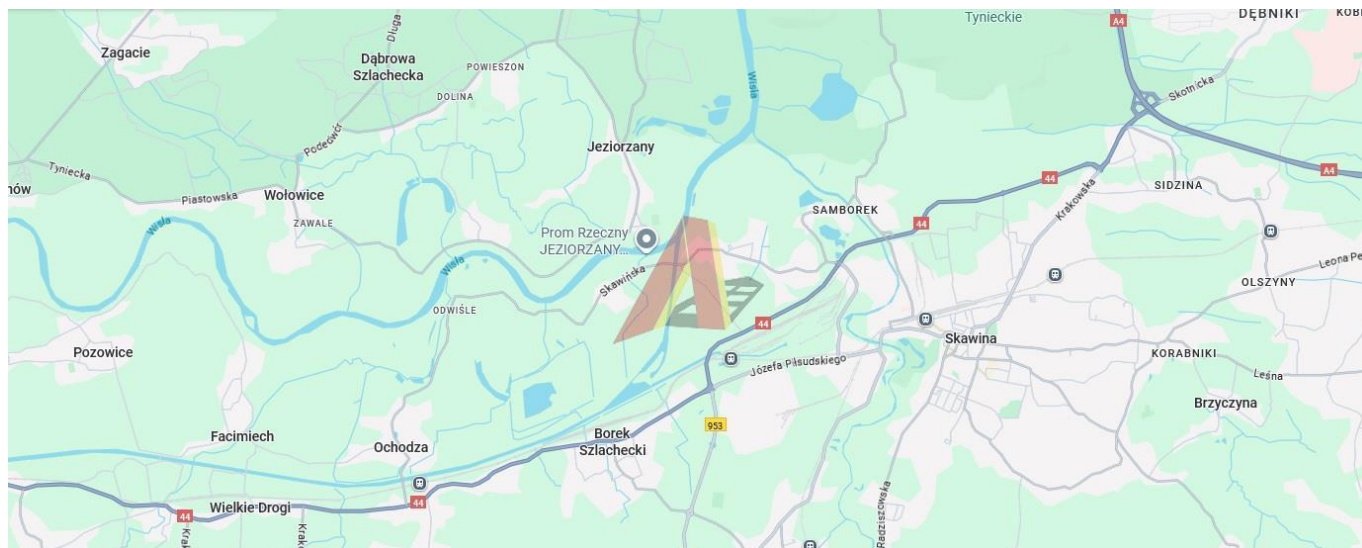 Tynieckie
A4
DĘBNIKI
Zagacie
Długa
Dąbrowa
Szlachecka
POWIESZON
DOLINA
Wisła
Skotnicka
Podedwór
Jeziorzany
Tyniecka
A4
44
SIDZINA
Piastowska
Wołowice
Krakowska
SAMBOREK
44
ZAWALE
Wisła
Prom Rzeczny
JEZIORZANY...
Leona
OLSZYNY
Wisła
Skawińska
ODWIŚLE
44
Skawina
Pozowice
Józefa Piłsudskiego
KORABNIKI
Leśna
Brzyczyna
953
Facimiech
Ochodza
Borek
Szlachecki
Radziszowska
44
Wielkie Drogi
44